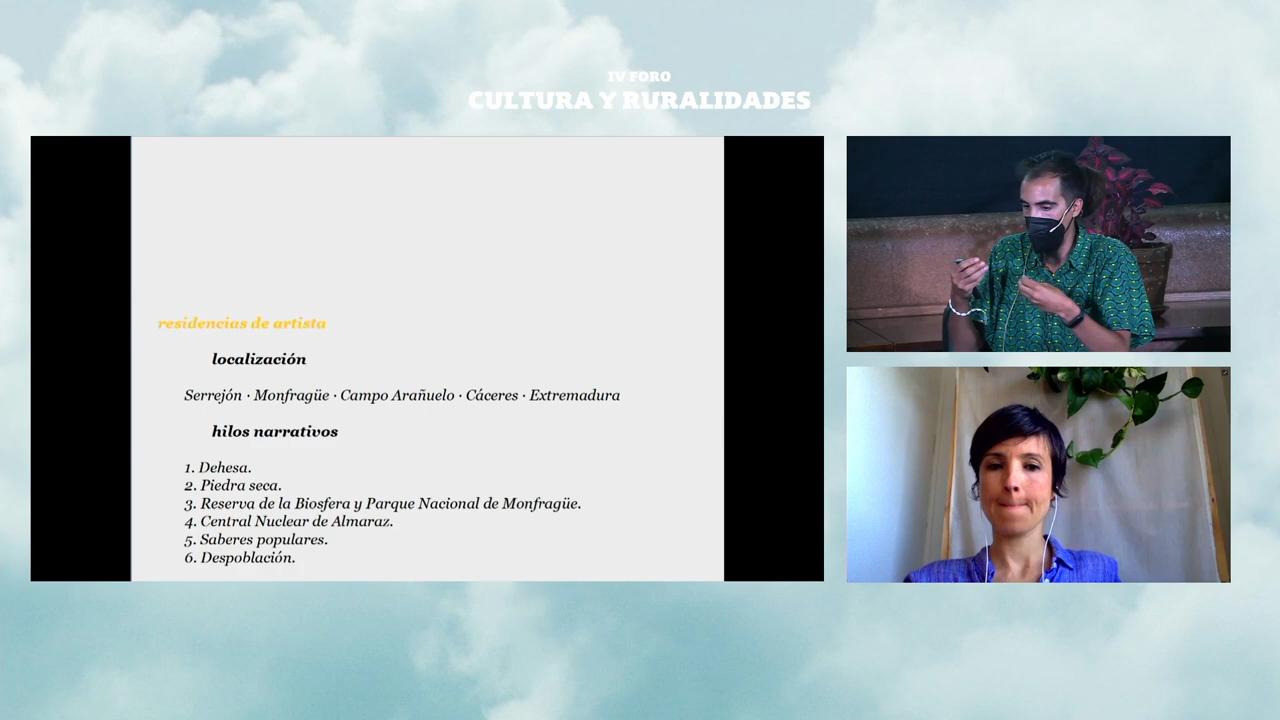 IV FORO
CULTURA Y RURALIDADES
residencias de artista
localización
Serrejón · Monfragüe · Campo Arañuelo · Cáceres · Extremadura
hilos narrativos
1. Dehesa.
2. Piedra seca.
3. Reserva de la Biosfera y Parque Nacional de Monfragüe.
4. Central Nuclear de Almaraz.
5. Saberes populares.
6. Despoblación.